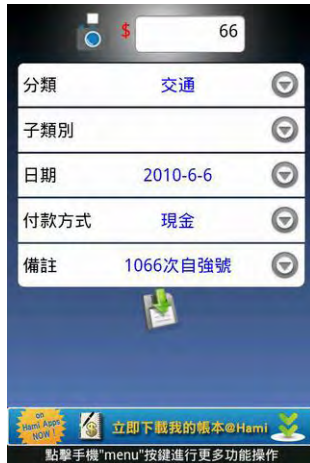 $ 66
分類 交通
子類別
日期 2010-6-6
付款方式 現金
備註 1066次自強號
on
Hami Apps
NOW !
立即下載我的帳本@Hami
點擊手機"menu"按鍵進行更多功能操作